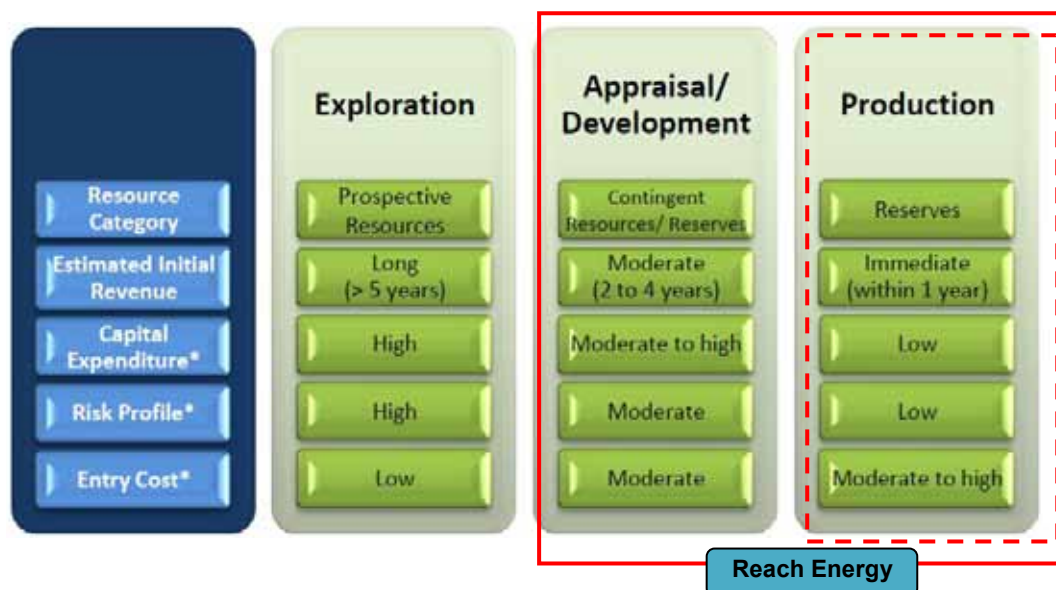 Exploration
Appraisal/
Development
Production
Resource
Category
Prospective
Resources
Contingent
Resources/ Reserves
Reserves
Estimated Initial
Revenue
Long
(> 5 years)
Moderate
(2 to 4 years)
Immediate
(within 1 year)
Capital
Expenditure*
High
Moderate to high
Low
Risk Profile*
High
Moderate
Low
Entry Cost*
Low
Moderate
Moderate to high
Reach Energy